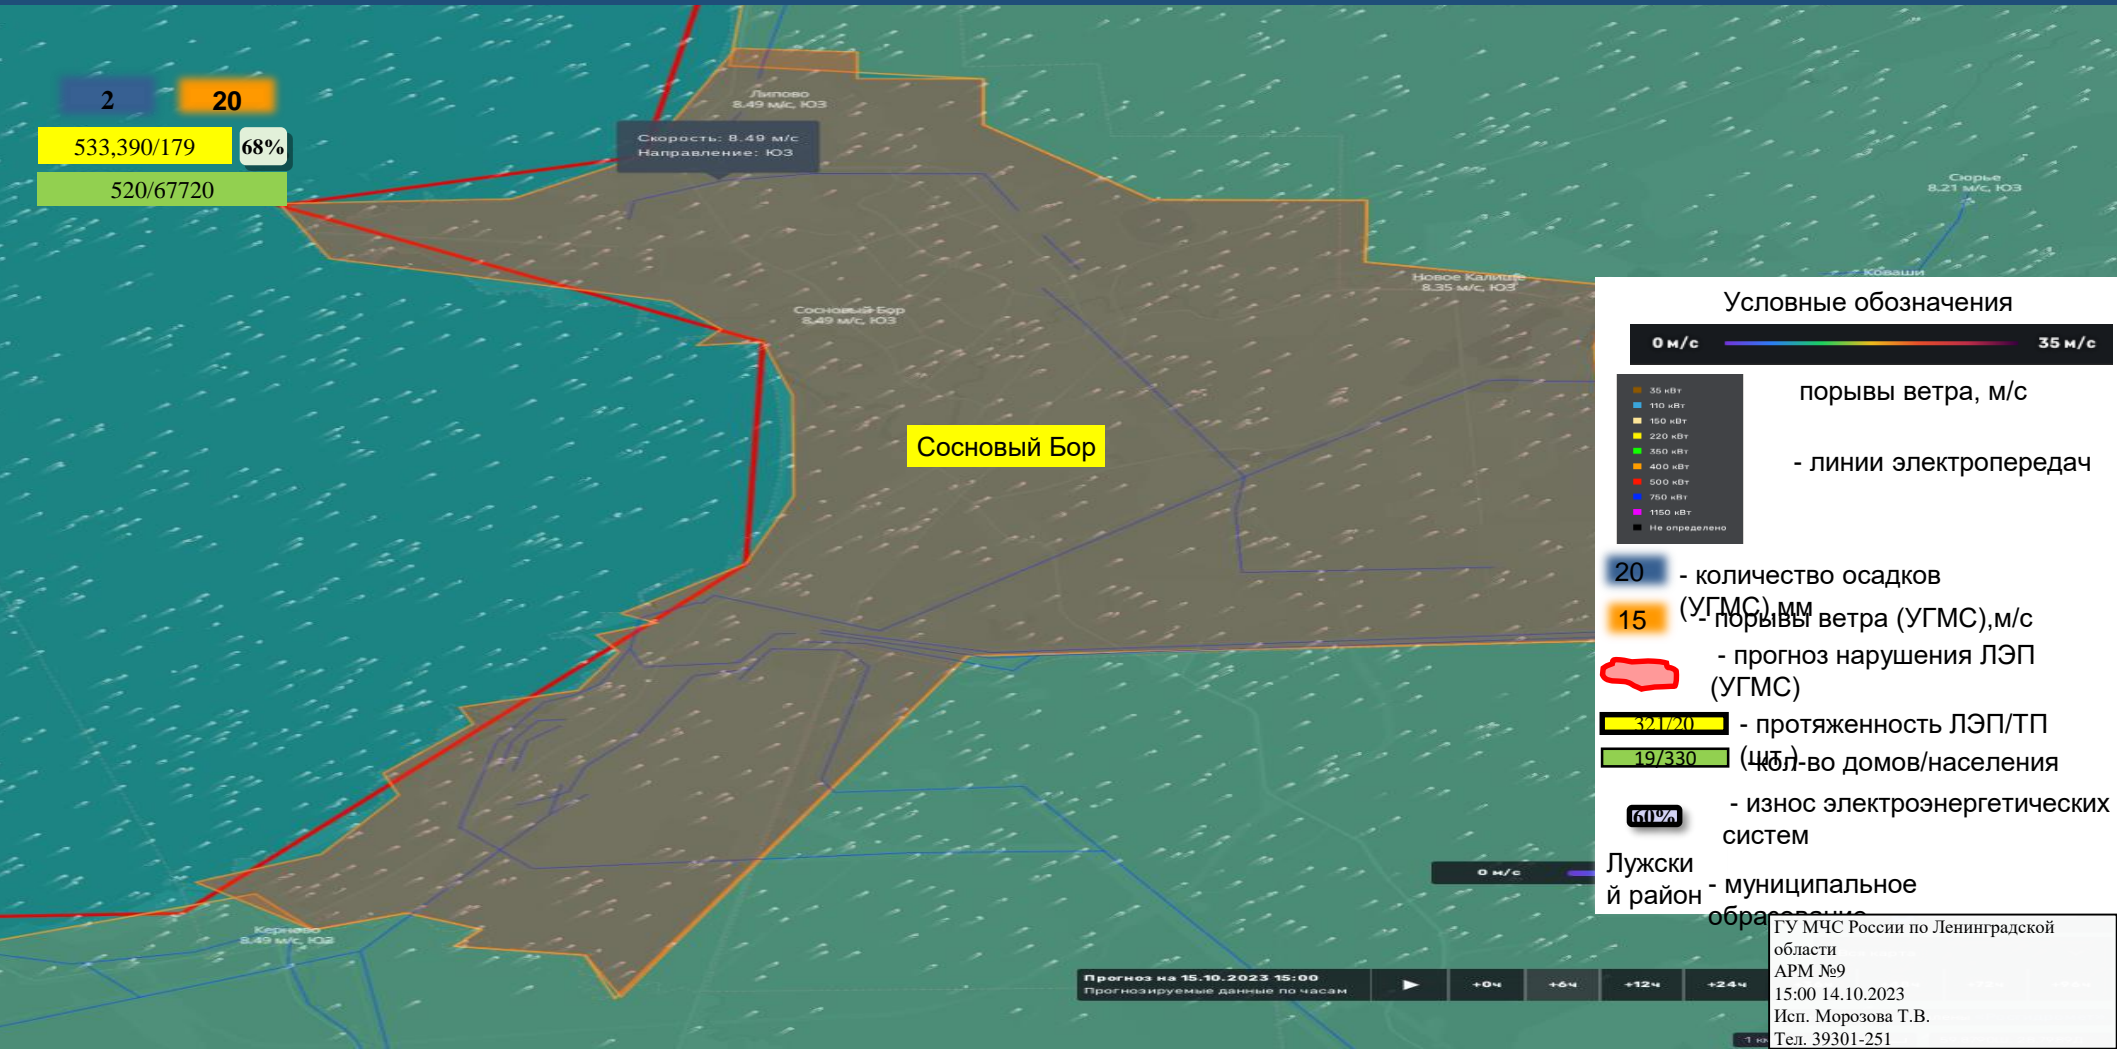 2
20
533,390/179
68%
520/67720
Липово
8.49 м/с, ЮЗ
Скорость: 8.49 м/с
Направление: ЮЗ
Сюрье
8.21 м/с, ЮЗ
Новое Калище
8.35 м/с, ЮЗ
Коваши
Сосновый Бор
8.49 м/с, ЮЗ
Сосновый Бор
Керново
8.49 м/с, ЮЗ
Условные обозначения
0 м/с
35 м/с
порывы ветра, м/с
35 кВт
110 кВт
150 кВт
220 кВт
350 кВт
400 кВт
500 кВт
750 кВт
1150 кВт
Не определено
- линии электропередач
20
- количество осадков
(УГМС),мм
15
- порывы ветра (УГМС),м/с
- прогноз нарушения ЛЭП
(УГМС)
321/20
- протяженность ЛЭП/ТП
(шт.)
19/330
- кол-во домов/населения
60%
- износ электроэнергетических
систем
Лужски
й район
- муниципальное
образование
0 м/с
Прогноз на 15.10.2023 15:00
Прогнозируемые данные по часам
+0ч
+6ч
+12ч
+24ч
ГУ МЧС России по Ленинградской
области
АРМ №9
15:00 14.10.2023
Исп. Морозова Т.В.
Тел. 39301-251